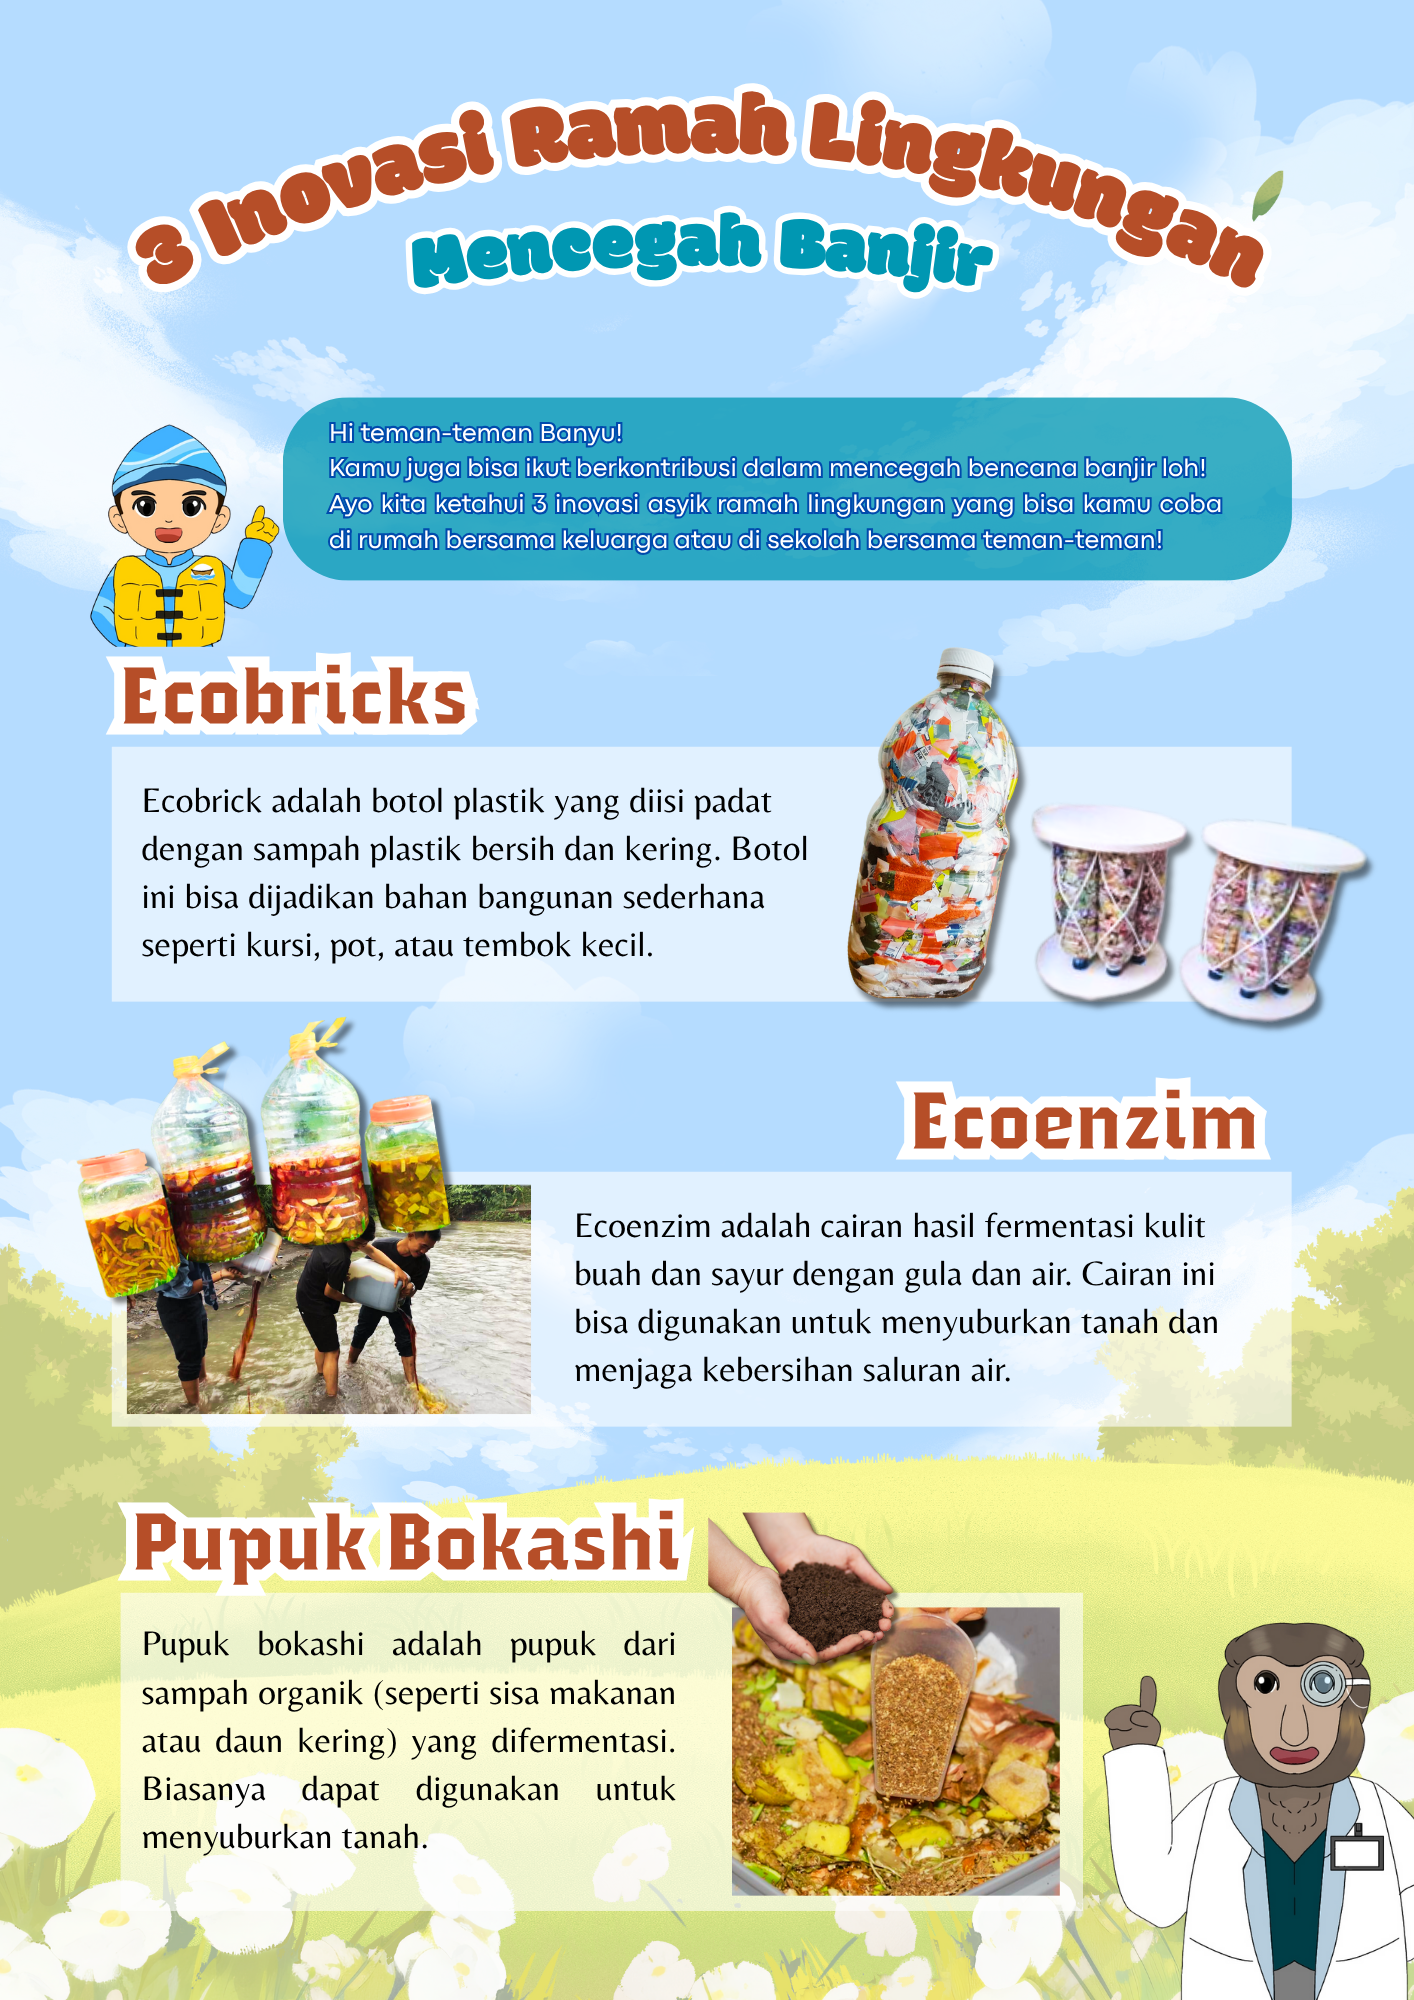 3 Inovasi Ramah Lingkungan
Mencegah Banjir
Hi teman-teman Banyu!
Kamu juga bisa ikut berkontribusi dalam mencegah bencana banjir loh!
Ayo kita ketahui 3 inovasi asyik ramah lingkungan yang bisa kamu coba
di rumah bersama keluarga atau di sekolah bersama teman-teman!
Ecobricks
Ecobrick adalah botol plastik yang diisi padat
dengan sampah plastik bersih dan kering. Botol
ini bisa dijadikan bahan bangunan sederhana
seperti kursi, pot, atau tembok kecil.
Ecoenzim
Ecoenzim adalah cairan hasil fermentasi kulit
buah dan sayur dengan gula dan air. Cairan ini
bisa digunakan untuk menyuburkan tanah dan
menjaga kebersihan saluran air.
Pupuk Bokashi
Pupuk bokashi adalah pupuk dari
sampah organik (seperti sisa makanan
atau daun kering) yang difermentasi.
Biasanya dapat digunakan untuk
menyuburkan tanah.